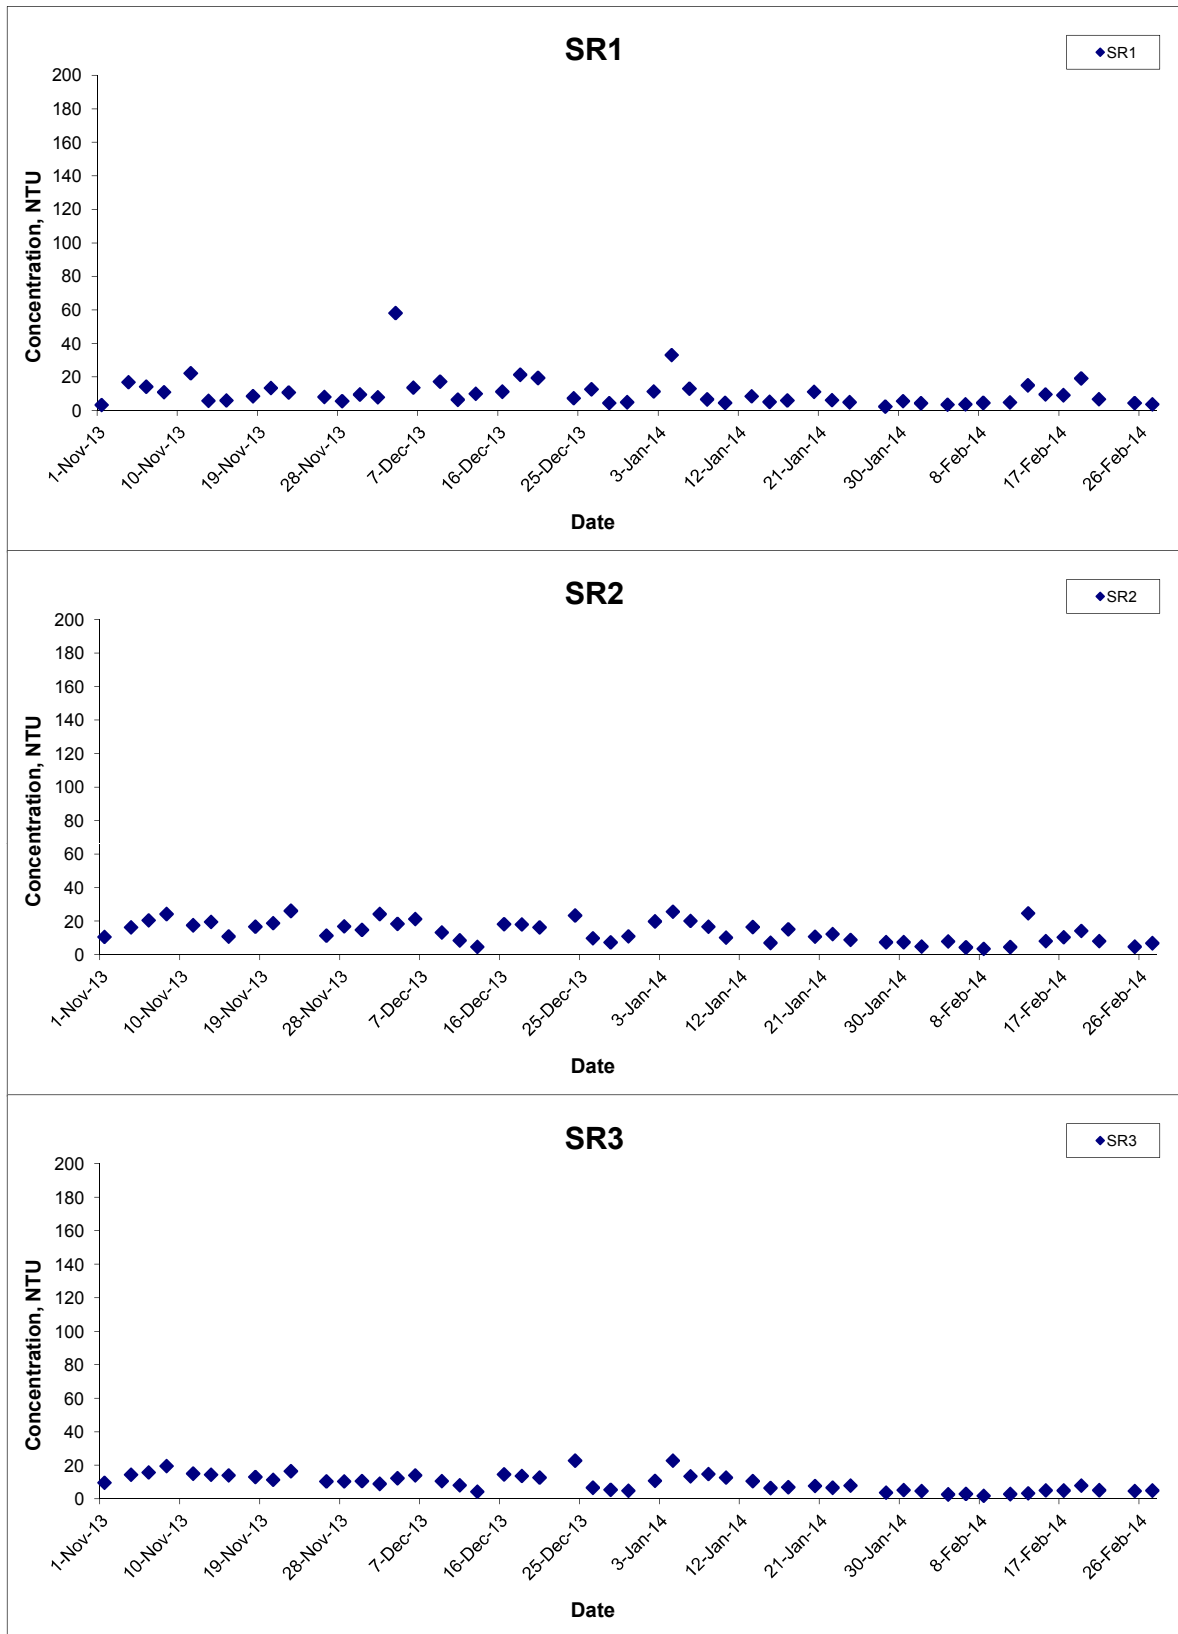 SR1
SR1
Concentration, NTU
200
180
160
140
120
100
80
60
40
20
0
1-Nov-13
10-Nov-13
19-Nov-13
28-Nov-13
7-Dec-13
16-Dec-13
25-Dec-13
3-Jan-14
12-Jan-14
21-Jan-14
30-Jan-14
8-Feb-14
17-Feb-14
26-Feb-14
Date
SR2
SR2
Concentration, NTU
200
180
160
140
120
100
80
60
40
20
0
1-Nov-13
10-Nov-13
19-Nov-13
28-Nov-13
7-Dec-13
16-Dec-13
25-Dec-13
3-Jan-14
12-Jan-14
21-Jan-14
30-Jan-14
8-Feb-14
17-Feb-14
26-Feb-14
Date
SR3
SR3
Concentration, NTU
200
180
160
140
120
100
80
60
40
20
0
1-Nov-13
10-Nov-13
19-Nov-13
28-Nov-13
7-Dec-13
16-Dec-13
25-Dec-13
3-Jan-14
12-Jan-14
21-Jan-14
30-Jan-14
8-Feb-14
17-Feb-14
26-Feb-14
Date